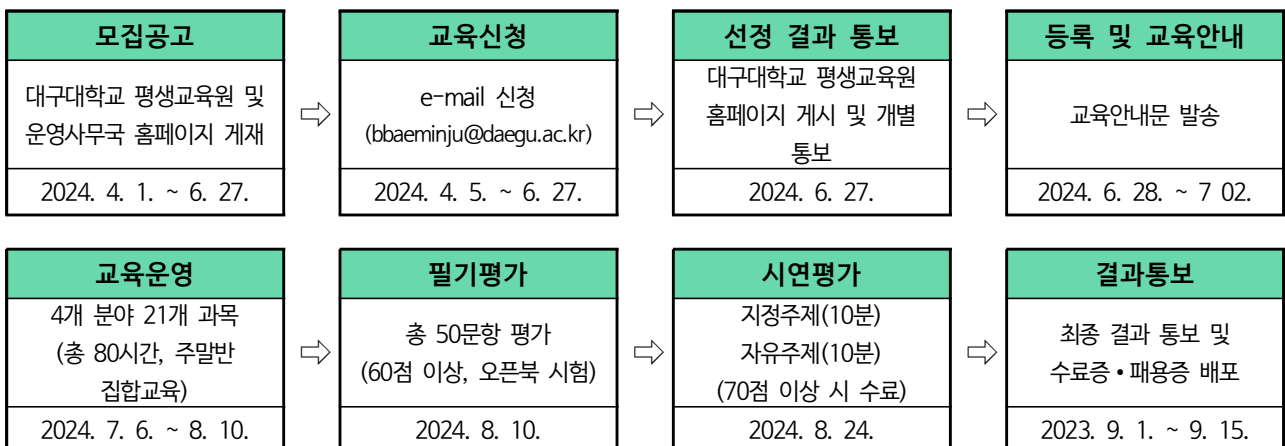 모집공고
대구대학교 평생교육원 및
운영사무국 홈페이지 게재
2024. 4. 1. ~ 6. 27.
교육신청
e-mail 신청
(bbaeminju@daegu.ac.kr)
2024. 4. 5. ~ 6. 27.
선정 결과 통보
대구대학교 평생교육원
홈페이지 게시 및 개별
통보
2024. 6. 27.
등록 및 교육안내
교육안내문 발송
2024. 6. 28. ~ 7 02.
교육운영
4개 분야 21개 과목
(총 80시간, 주말반
집합교육)
2024. 7. 6. ~ 8. 10.
필기평가
총 50문항 평가
(60점 이상, 오픈북 시험)
2024. 8. 10.
시연평가
지정주제(10분)
자유주제(10분)
(70점 이상 시 수료)
2024. 8. 24.
결과통보
최종 결과 통보 및
수료증•패용증 배포
2023. 9. 1. ~ 9. 15.